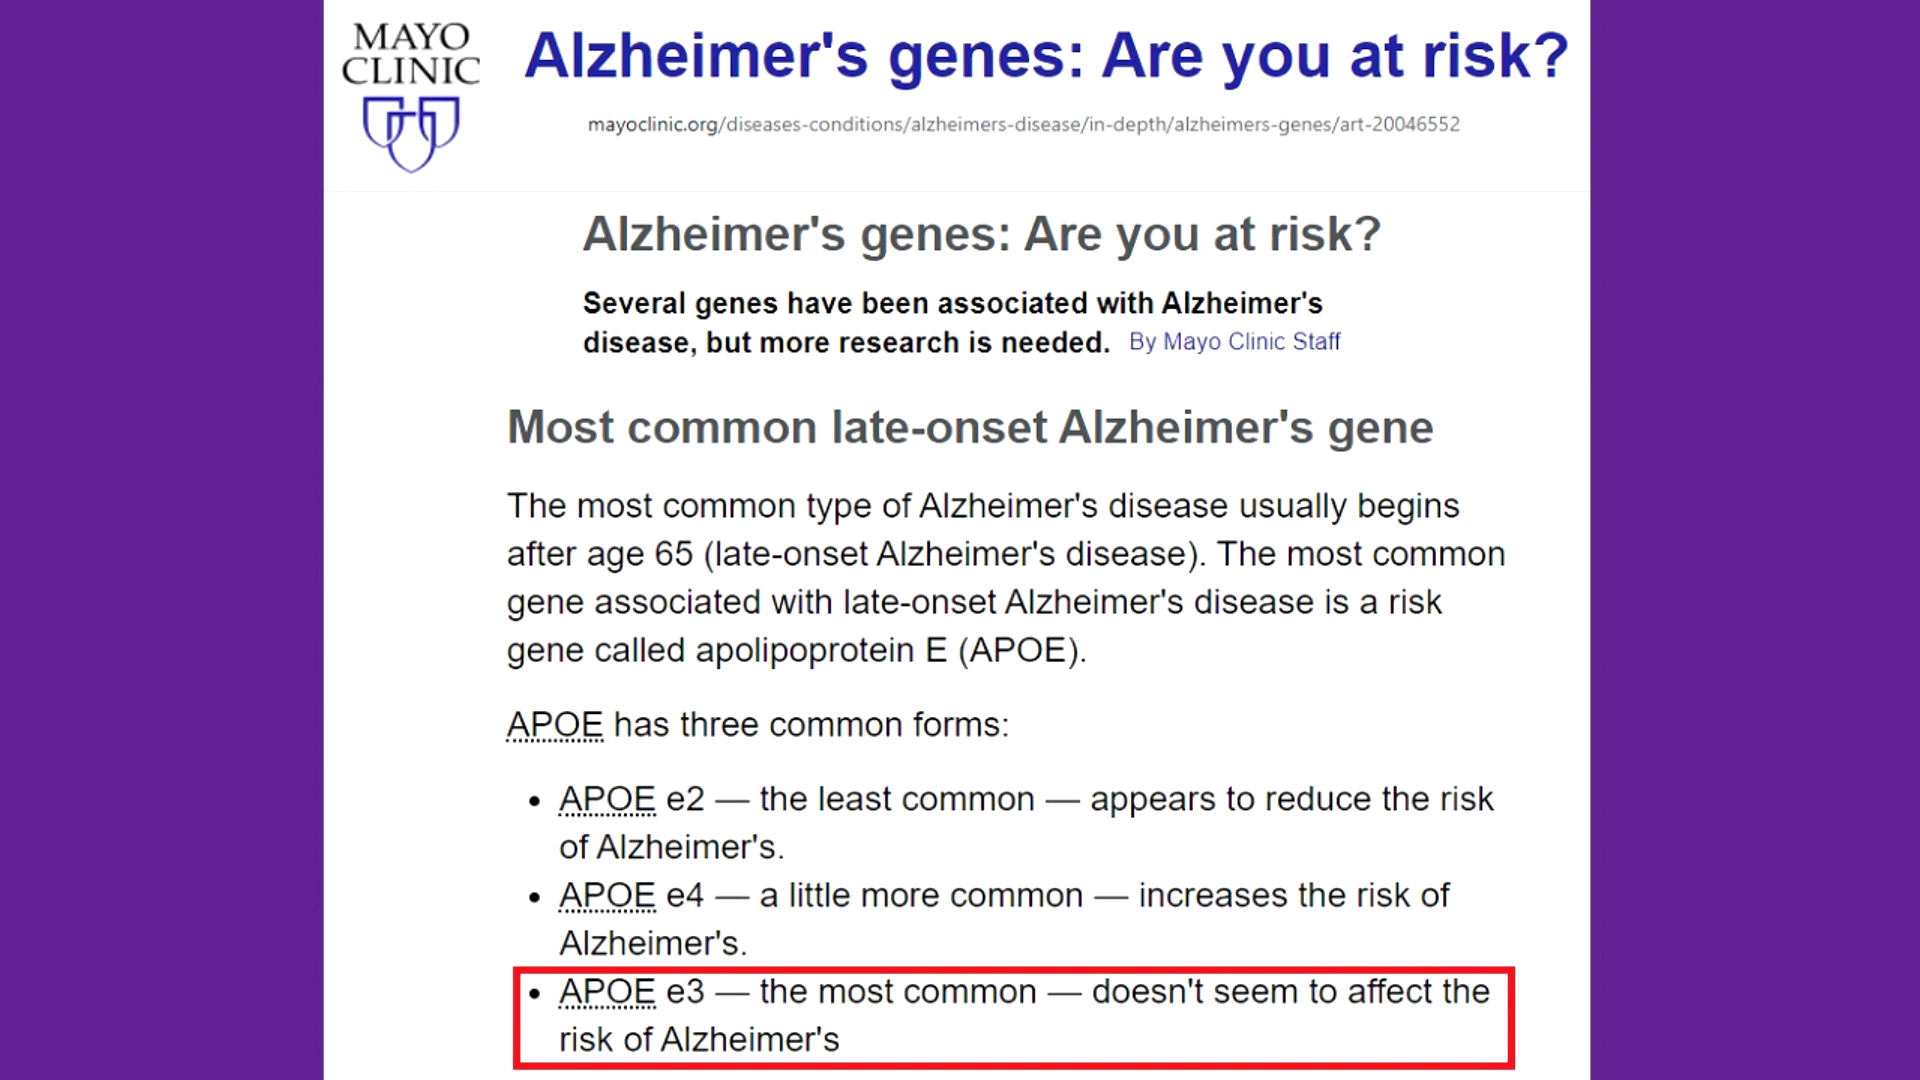 MAYO
CLINIC
Alzheimer's genes: Are you at risk?
mayoclinic.org/diseases-conditions/alzheimers-disease/in-depth/alzheimers-genes/art-20046552
Alzheimer's genes: Are you at risk?
Several genes have been associated with Alzheimer's
disease, but more research is needed. By Mayo Clinic Staff
Most common late-onset Alzheimer's gene
The most common type of Alzheimer's disease usually begins
after age 65 (late-onset Alzheimer's disease). The most common
gene associated with late-onset Alzheimer's disease is a risk
gene called apolipoprotein E (APOE).
APOE has three common forms:
• APOE e2 — the least common — appears to reduce the risk
of Alzheimer's.
• APOE e4 — a little more common — increases the risk of
Alzheimer's.
• APOE e3 — the most common — doesn't seem to affect the
risk of Alzheimer's